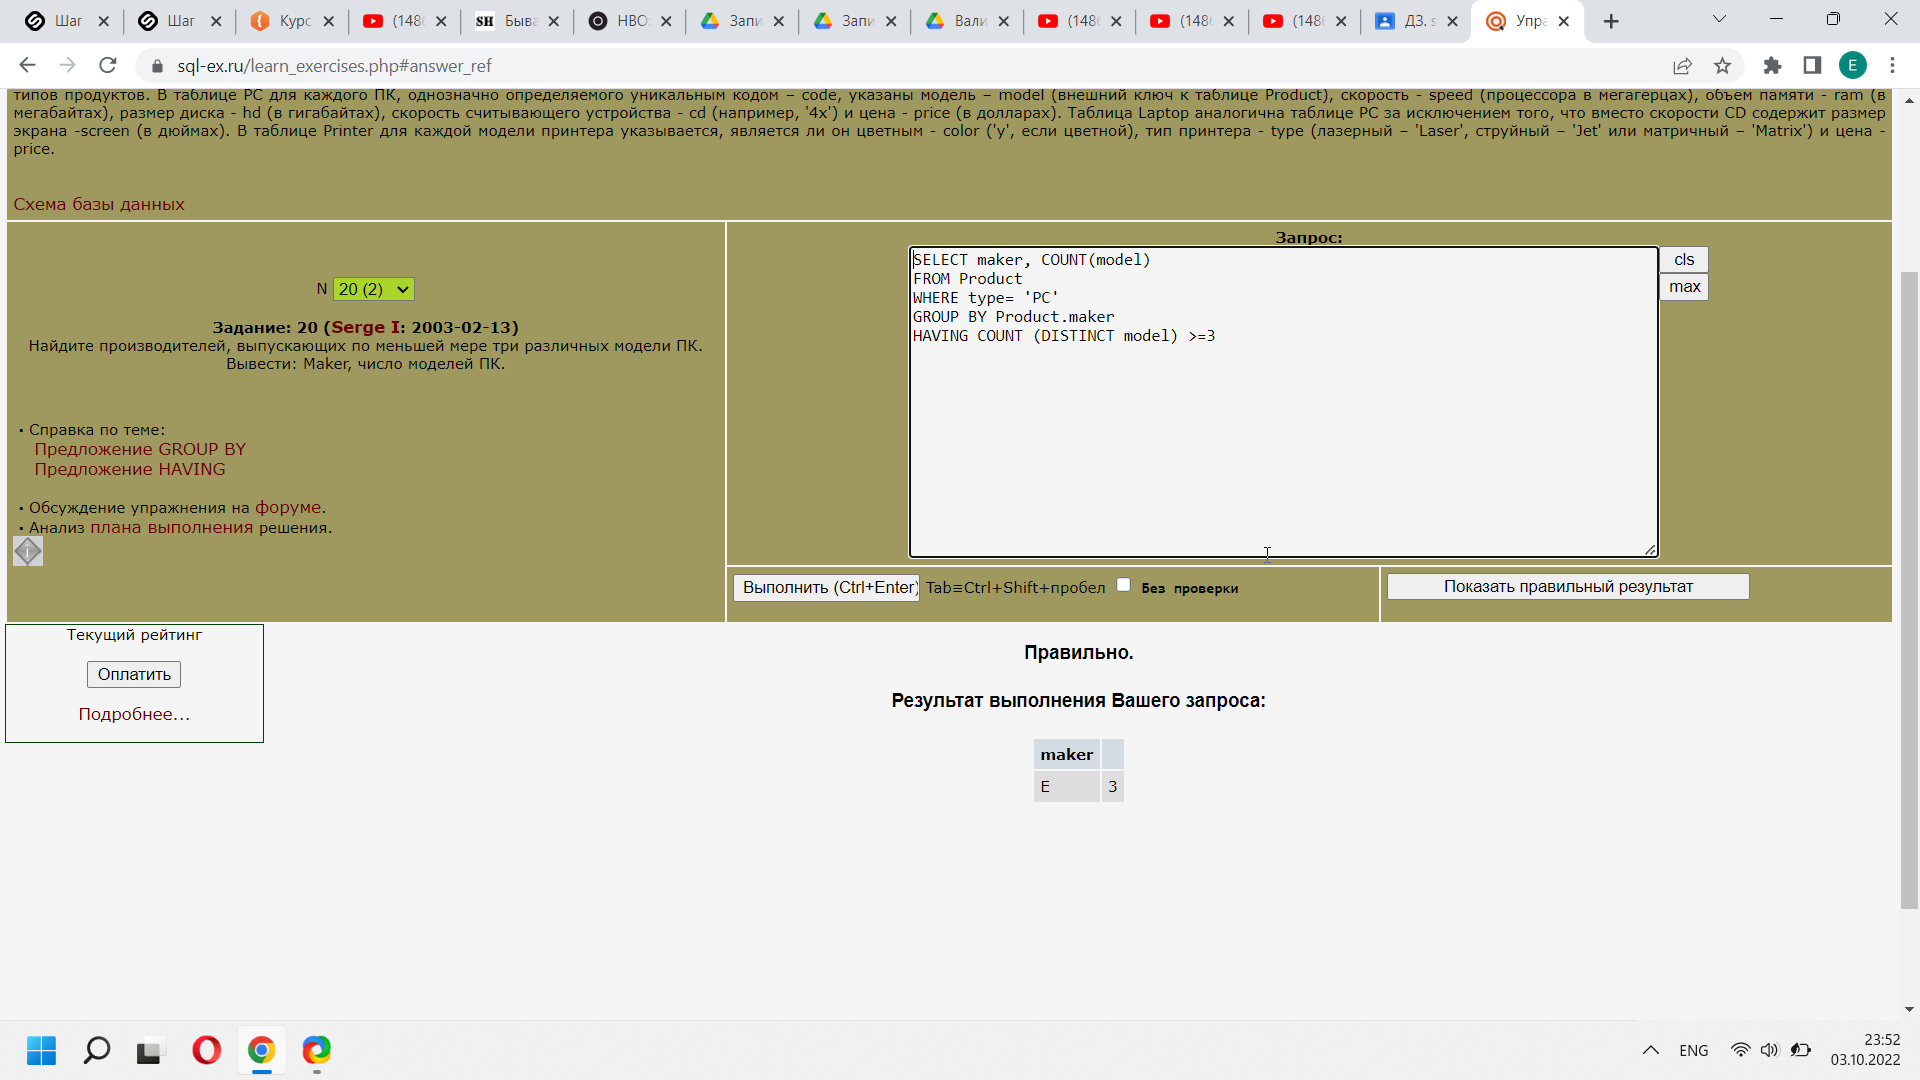 Шаг
Шаг
Курс
(148
Быва
HBO
Запи
Запи
Вали
(148
(148
(148
ДЗ. s
Упра
sql-ex.ru/learn_exercises.php#answer_ref
E
типов продуктов. В таблице PC для каждого ПК, однозначно определяемого уникальным кодом – code, указаны модель – model (внешний ключ к таблице Product), скорость - speed (процессора в мегагерцах), объем памяти - ram (в
мегабайтах), размер диска - hd (в гигабайтах), скорость считывающего устройства - cd (например, '4x') и цена - price (в долларах). Таблица Laptop аналогична таблице РС за исключением того, что вместо скорости CD содержит размер
экрана -screen (в дюймах). В таблице Printer для каждой модели принтера указывается, является ли он цветным - color ('y', если цветной), тип принтера - type (лазерный – 'Laser', струйный – 'Jet' или матричный – 'Matrix') и цена -
price.
Схема базы данных
N 20 (2)
Задание: 20 (Serge I: 2003-02-13)
Найдите производителей, выпускающих по меньшей мере три различных модели ПК.
Вывести: Maker, число моделей ПК.
• Справка по теме:
Предложение GROUP BY
Предложение HAVING
• Обсуждение упражнения на форуме.
• Анализ плана выполнения решения.
Запрос:
SELECT maker, COUNT(model)
FROM Product
WHERE type= 'PC'
GROUP BY Product.maker
HAVING COUNT (DISTINCT model) >=3
cls
max
Выполнить (Ctrl+Enter) Tab≡Ctrl+Shift+пробел Без проверки
Показать правильный результат
Текущий рейтинг
Оплатить
Подробнее...
Правильно.
Результат выполнения Вашего запроса:
maker
E 3
ENG
23:52
03.10.2022